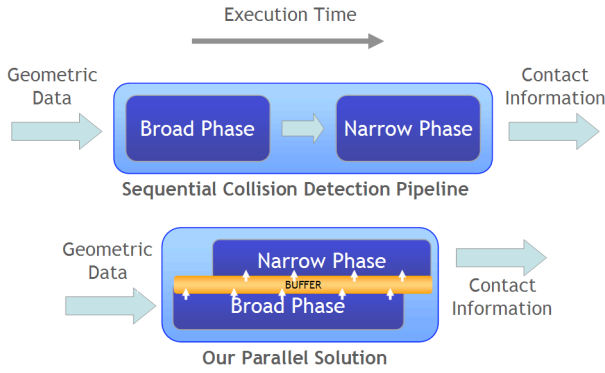 Execution Time
Geometric
Data
Broad Phase
Narrow Phase
Contact
Information
Sequential Collision Detection Pipeline
Geometric
Data
Narrow Phase
BUFFER
Broad Phase
Contact
Information
Our Parallel Solution